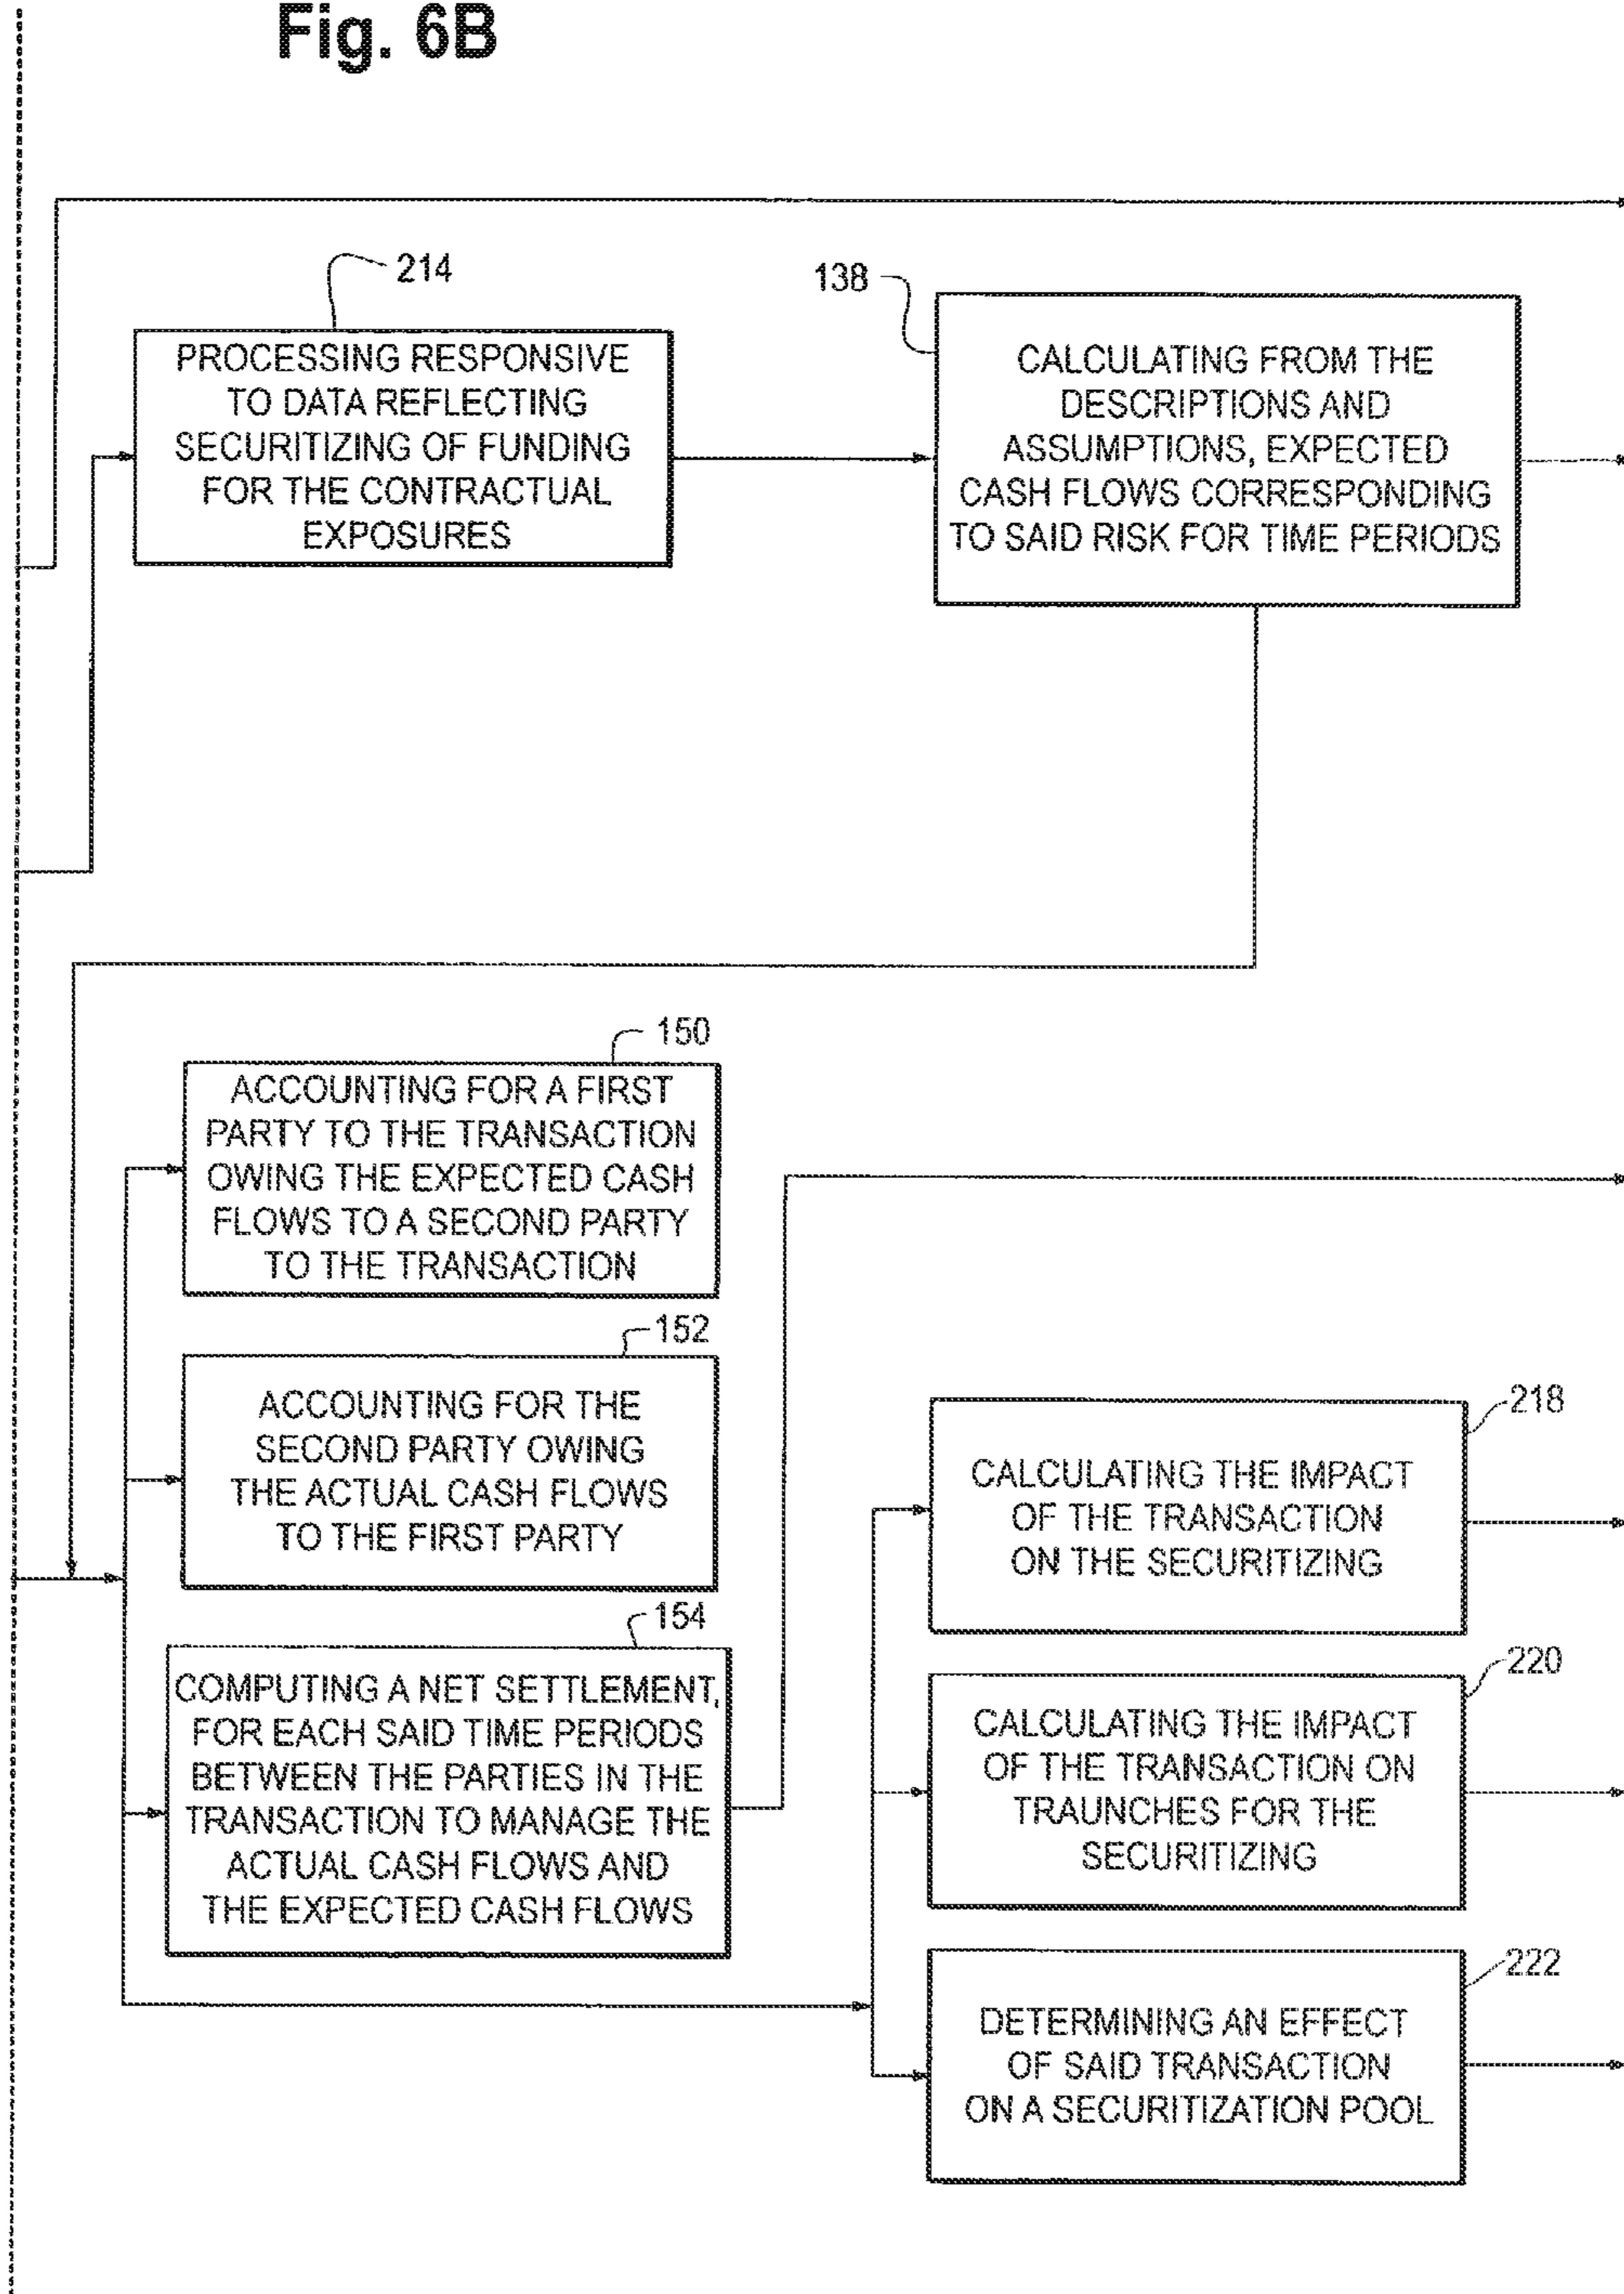 Fig. 6B
214
PROCESSING RESPONSIVE
TO DATA REFLECTING
SECURITIZING OF FUNDING
FOR THE CONTRACTUAL
EXPOSURES
138
CALCULATING FROM THE
DESCRIPTIONS AND
ASSUMPTIONS, EXPECTED
CASH FLOWS CORRESPONDING
TO SAID RISK FOR TIME PERIODS
150
ACCOUNTING FOR A FIRST
PARTY TO THE TRANSACTION
OWING THE EXPECTED CASH
FLOWS TO A SECOND PARTY
TO THE TRANSACTION
152
ACCOUNTING FOR THE
SECOND PARTY OWING
THE ACTUAL CASH FLOWS
TO THE FIRST PARTY
154
COMPUTING A NET SETTLEMENT,
FOR EACH SAID TIME PERIODS
BETWEEN THE PARTIES IN THE
TRANSACTION TO MANAGE THE
ACTUAL CASH FLOWS AND
THE EXPECTED CASH FLOWS
218
CALCULATING THE IMPACT
OF THE TRANSACTION
ON THE SECURITIZING
220
CALCULATING THE IMPACT
OF THE TRANSACTION ON
TRAUNCHES FOR THE
SECURITIZING
222
DETERMINING AN EFFECT
OF SAID TRANSACTION
ON A SECURITIZATION POOL